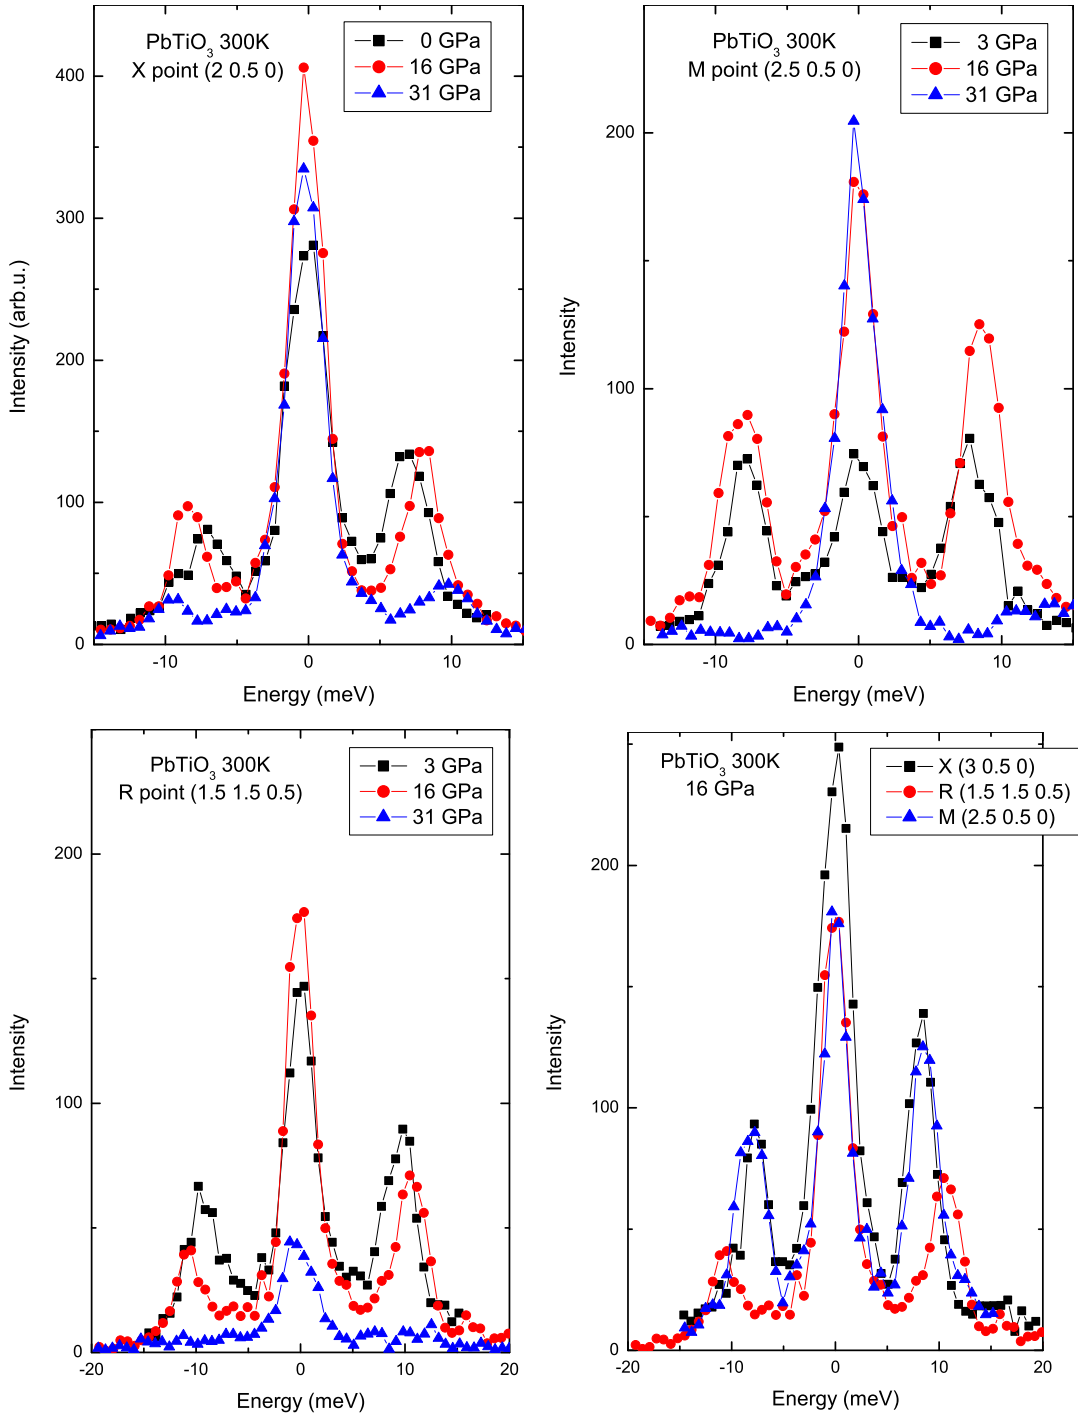 PbTiO3 300K
X point (2 0.5 0)
0 GPa
16 GPa
31 GPa
400
300
200
100
0
-10
0
10
Intensity (arb.u.)
Energy (meV)
PbTiO3 300K
M point (2.5 0.5 0)
3 GPa
16 GPa
31 GPa
200
100
0
-10
0
10
Intensity
Energy (meV)
PbTiO3 300K
R point (1.5 1.5 0.5)
3 GPa
16 GPa
31 GPa
200
100
0
-20
-10
0
10
20
Intensity
Energy (meV)
PbTiO3 300K
16 GPa
X (3 0.5 0)
R (1.5 1.5 0.5)
M (2.5 0.5 0)
200
100
0
-20
-10
0
10
20
Intensity
Energy (meV)